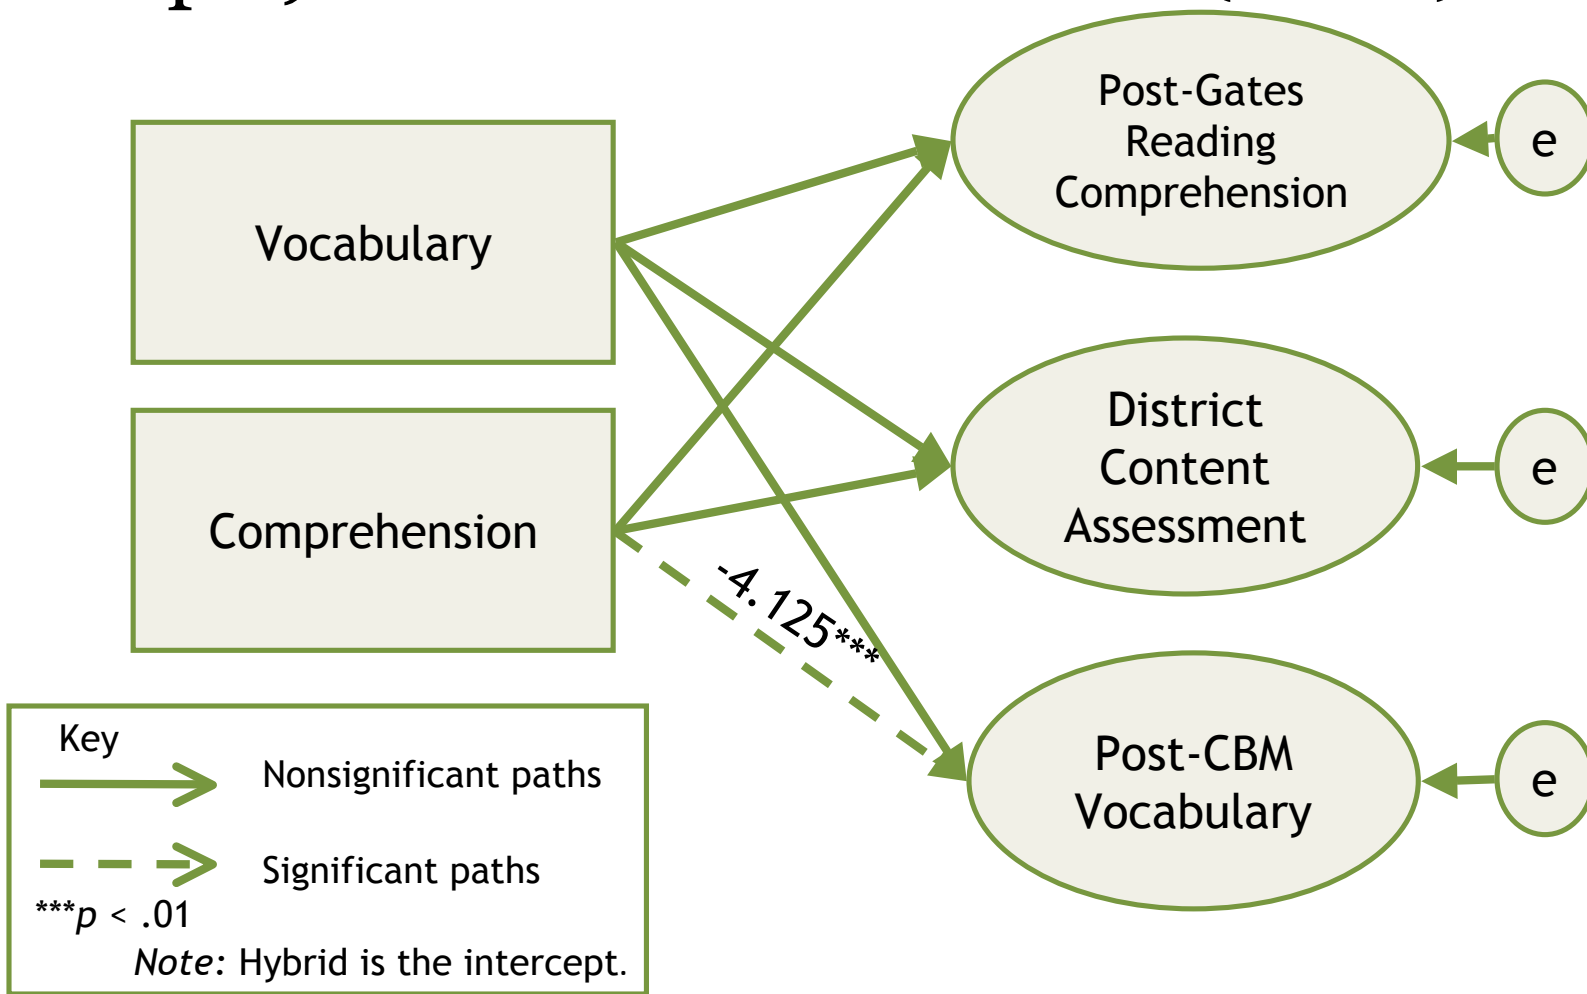 Post-Gates
Reading
Comprehension
e
Vocabulary
District
Content
Assessment
e
Comprehension
-4.125***
Post-CBM
Vocabulary
e
Key
Nonsignificant paths
Significant paths
***p < .01
Note: Hybrid is the intercept.